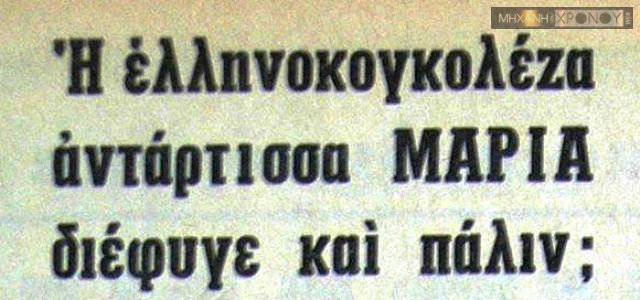 ΜΗΧΑΝΗ ΧΡΟΝΟΥ
Ἡ ἑλληνοκογκολέζα
ἀντάρτισσα ΜΑΡΙΑ
διέφυγε καὶ πάλιν;